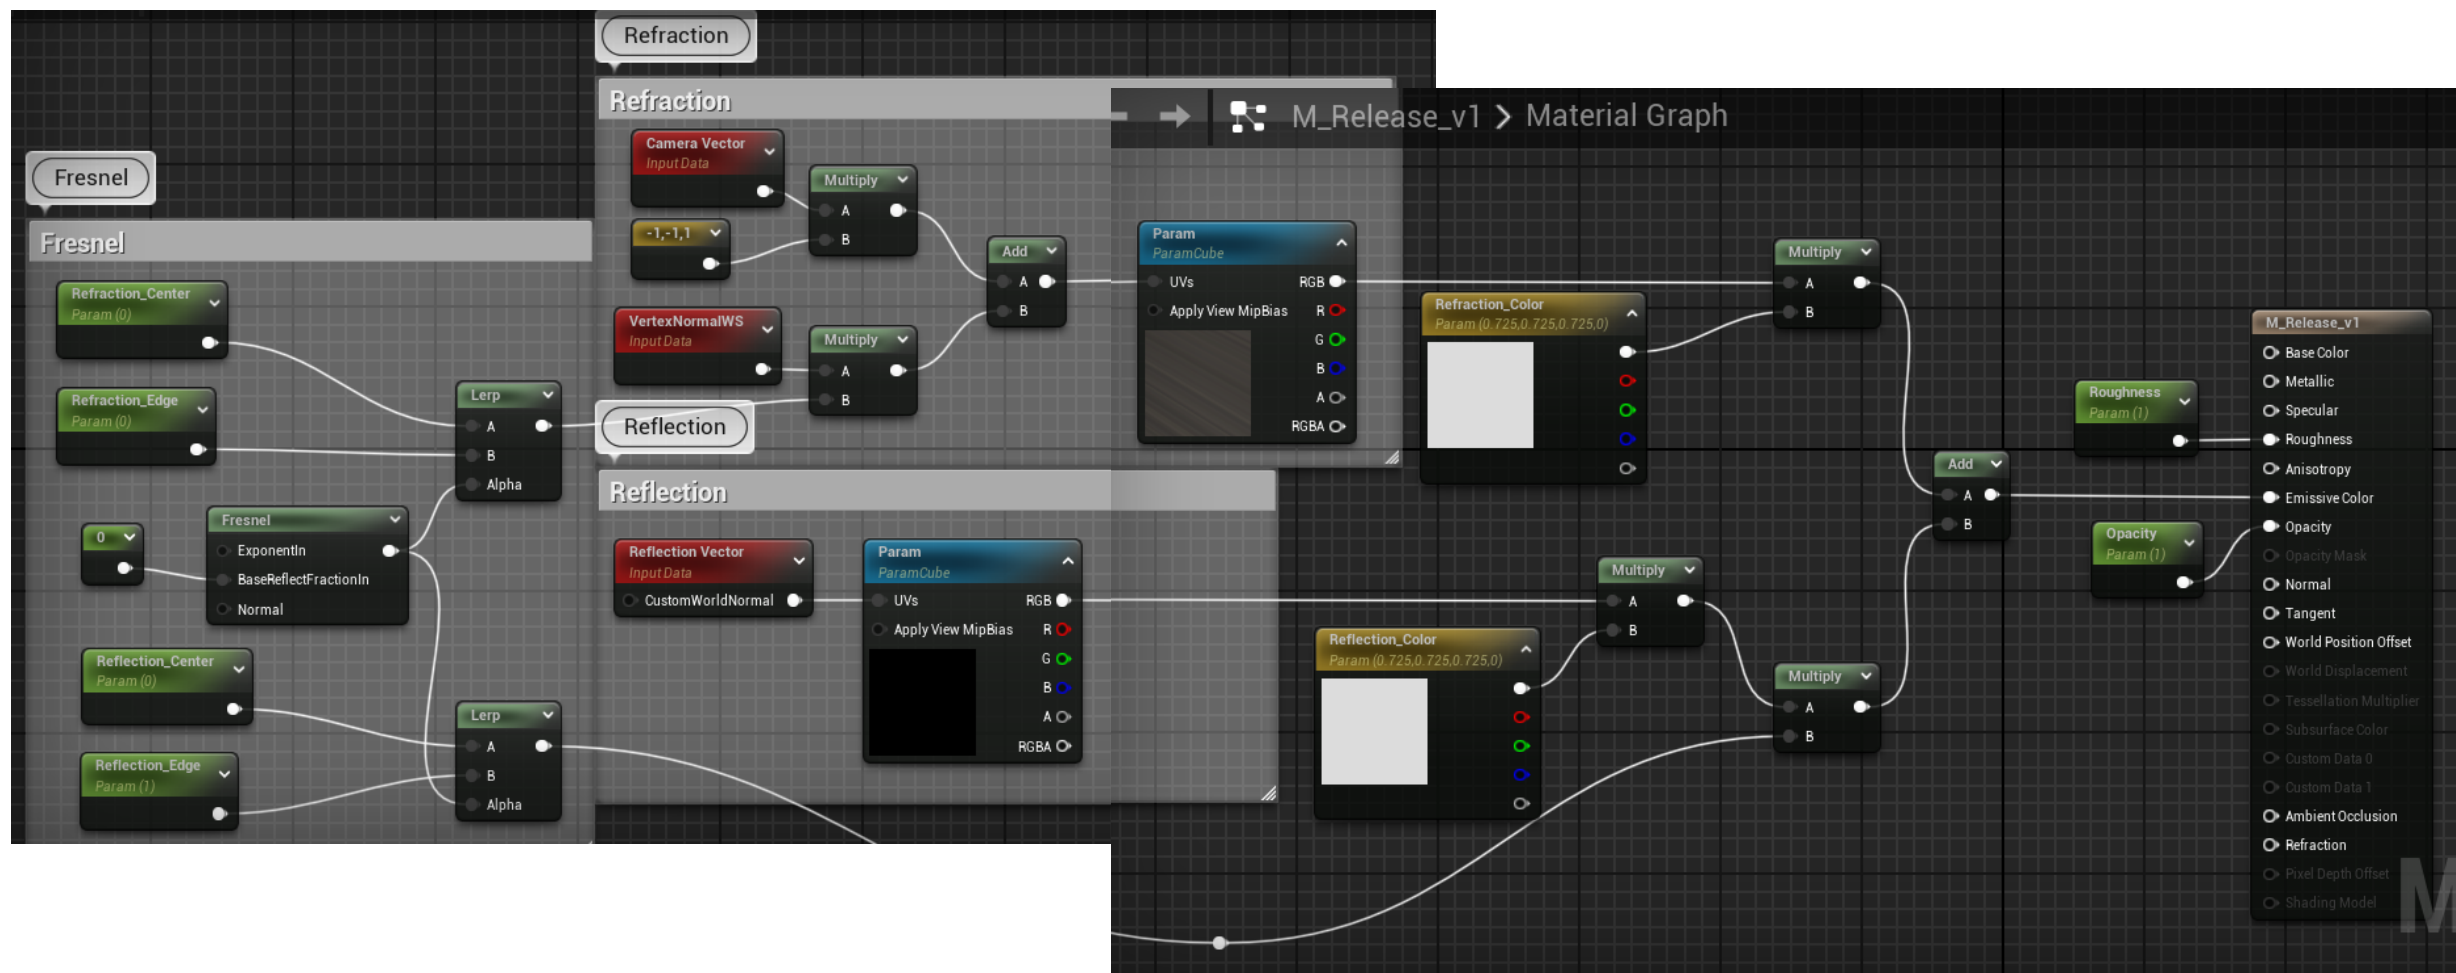 Refraction
Refraction
Camera Vector
Input Data
Multiply
A
B
-1,-1,1
Add
A
B
VertexNormalWS
Input Data
Multiply
A
B
Fresnel
Fresnel
Refraction_Center
Param (0)
Refraction_Edge
Param (0)
Lerp
A
B
Alpha
0
Fresnel
ExponentIn
BaseReflectFractionIn
Normal
Reflection_Center
Param (0)
Reflection_Edge
Param (1)
Lerp
A
B
Alpha
Reflection
Reflection
Reflection Vector
Input Data
CustomWorldNormal
Param
ParamCube
UVs
RGB
Apply View MipBias
R
G
B
A
RGBA
M_Release_v1 > Material Graph
Param
ParamCube
UVs
RGB
Apply View MipBias
R
G
B
A
RGBA
Refraction_Color
Param (0.725,0.725,0.725,0)
Multiply
A
B
Reflection_Color
Param (0.725,0.725,0.725,0)
Multiply
A
B
Multiply
A
B
Add
A
B
Roughness
Param (1)
Opacity
Param (1)
M_Release_v1
Base Color
Metallic
Specular
Roughness
Anisotropy
Emissive Color
Opacity
Opacity Mask
Normal
Tangent
World Position Offset
World Displacement
Tessellation Multiplier
Subsurface Color
Custom Data 0
Custom Data 1
Ambient Occlusion
Refraction
Pixel Depth Offset
Shading Model
M